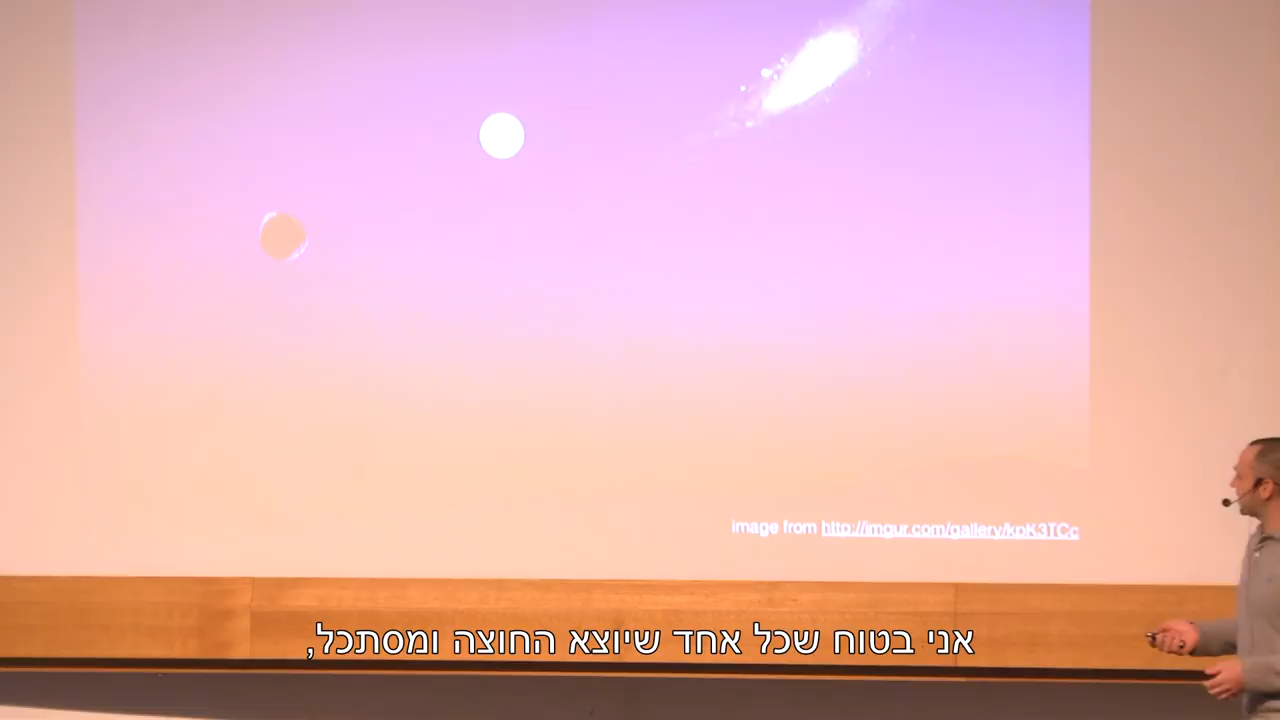 image from http://imgur.com/gallery/kpK3TCc
אני בטוח שכל אחד שיוצא החוצה ומסתכל,